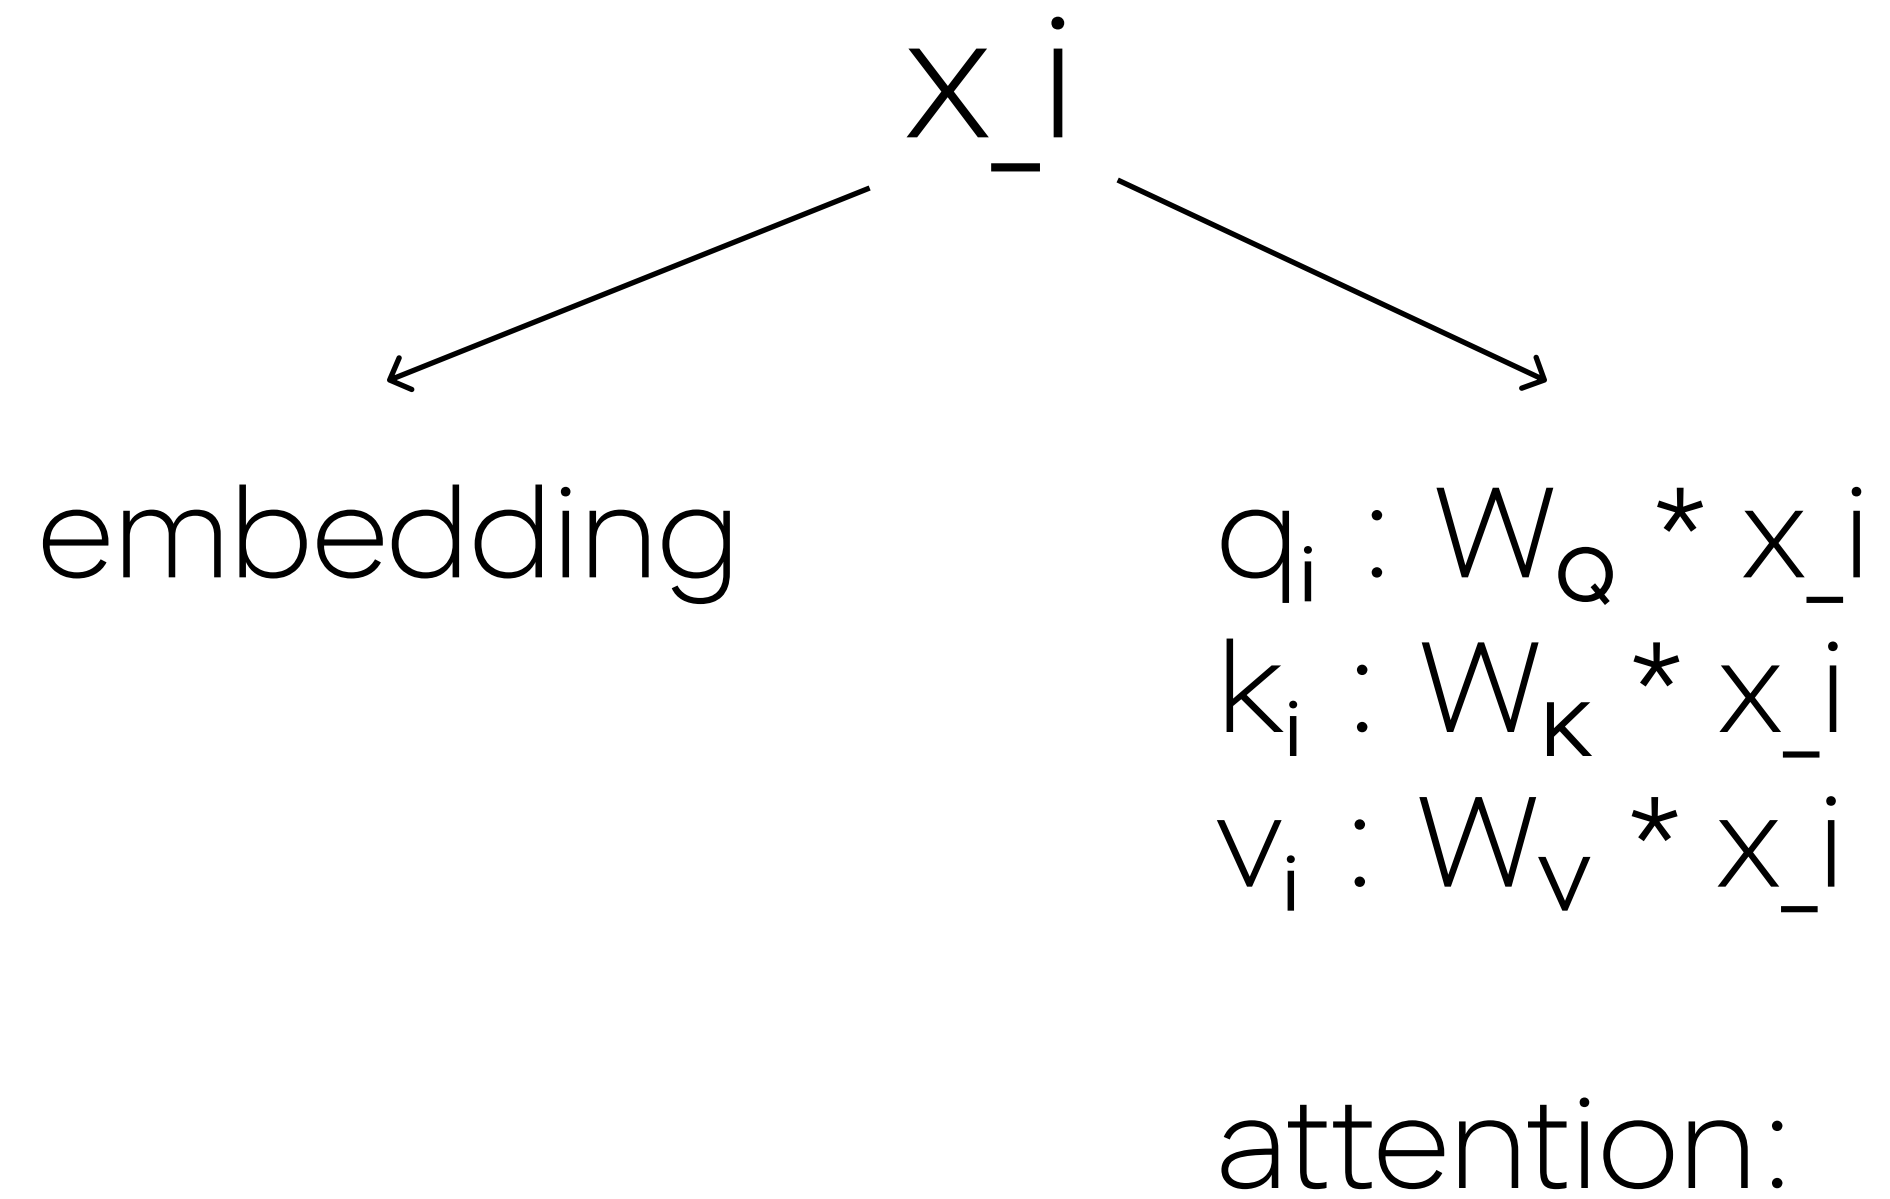 x_i
embedding
qᵢ : W_Q * x_i
kᵢ : W_K * x_i
vᵢ : W_V * x_i
attention: